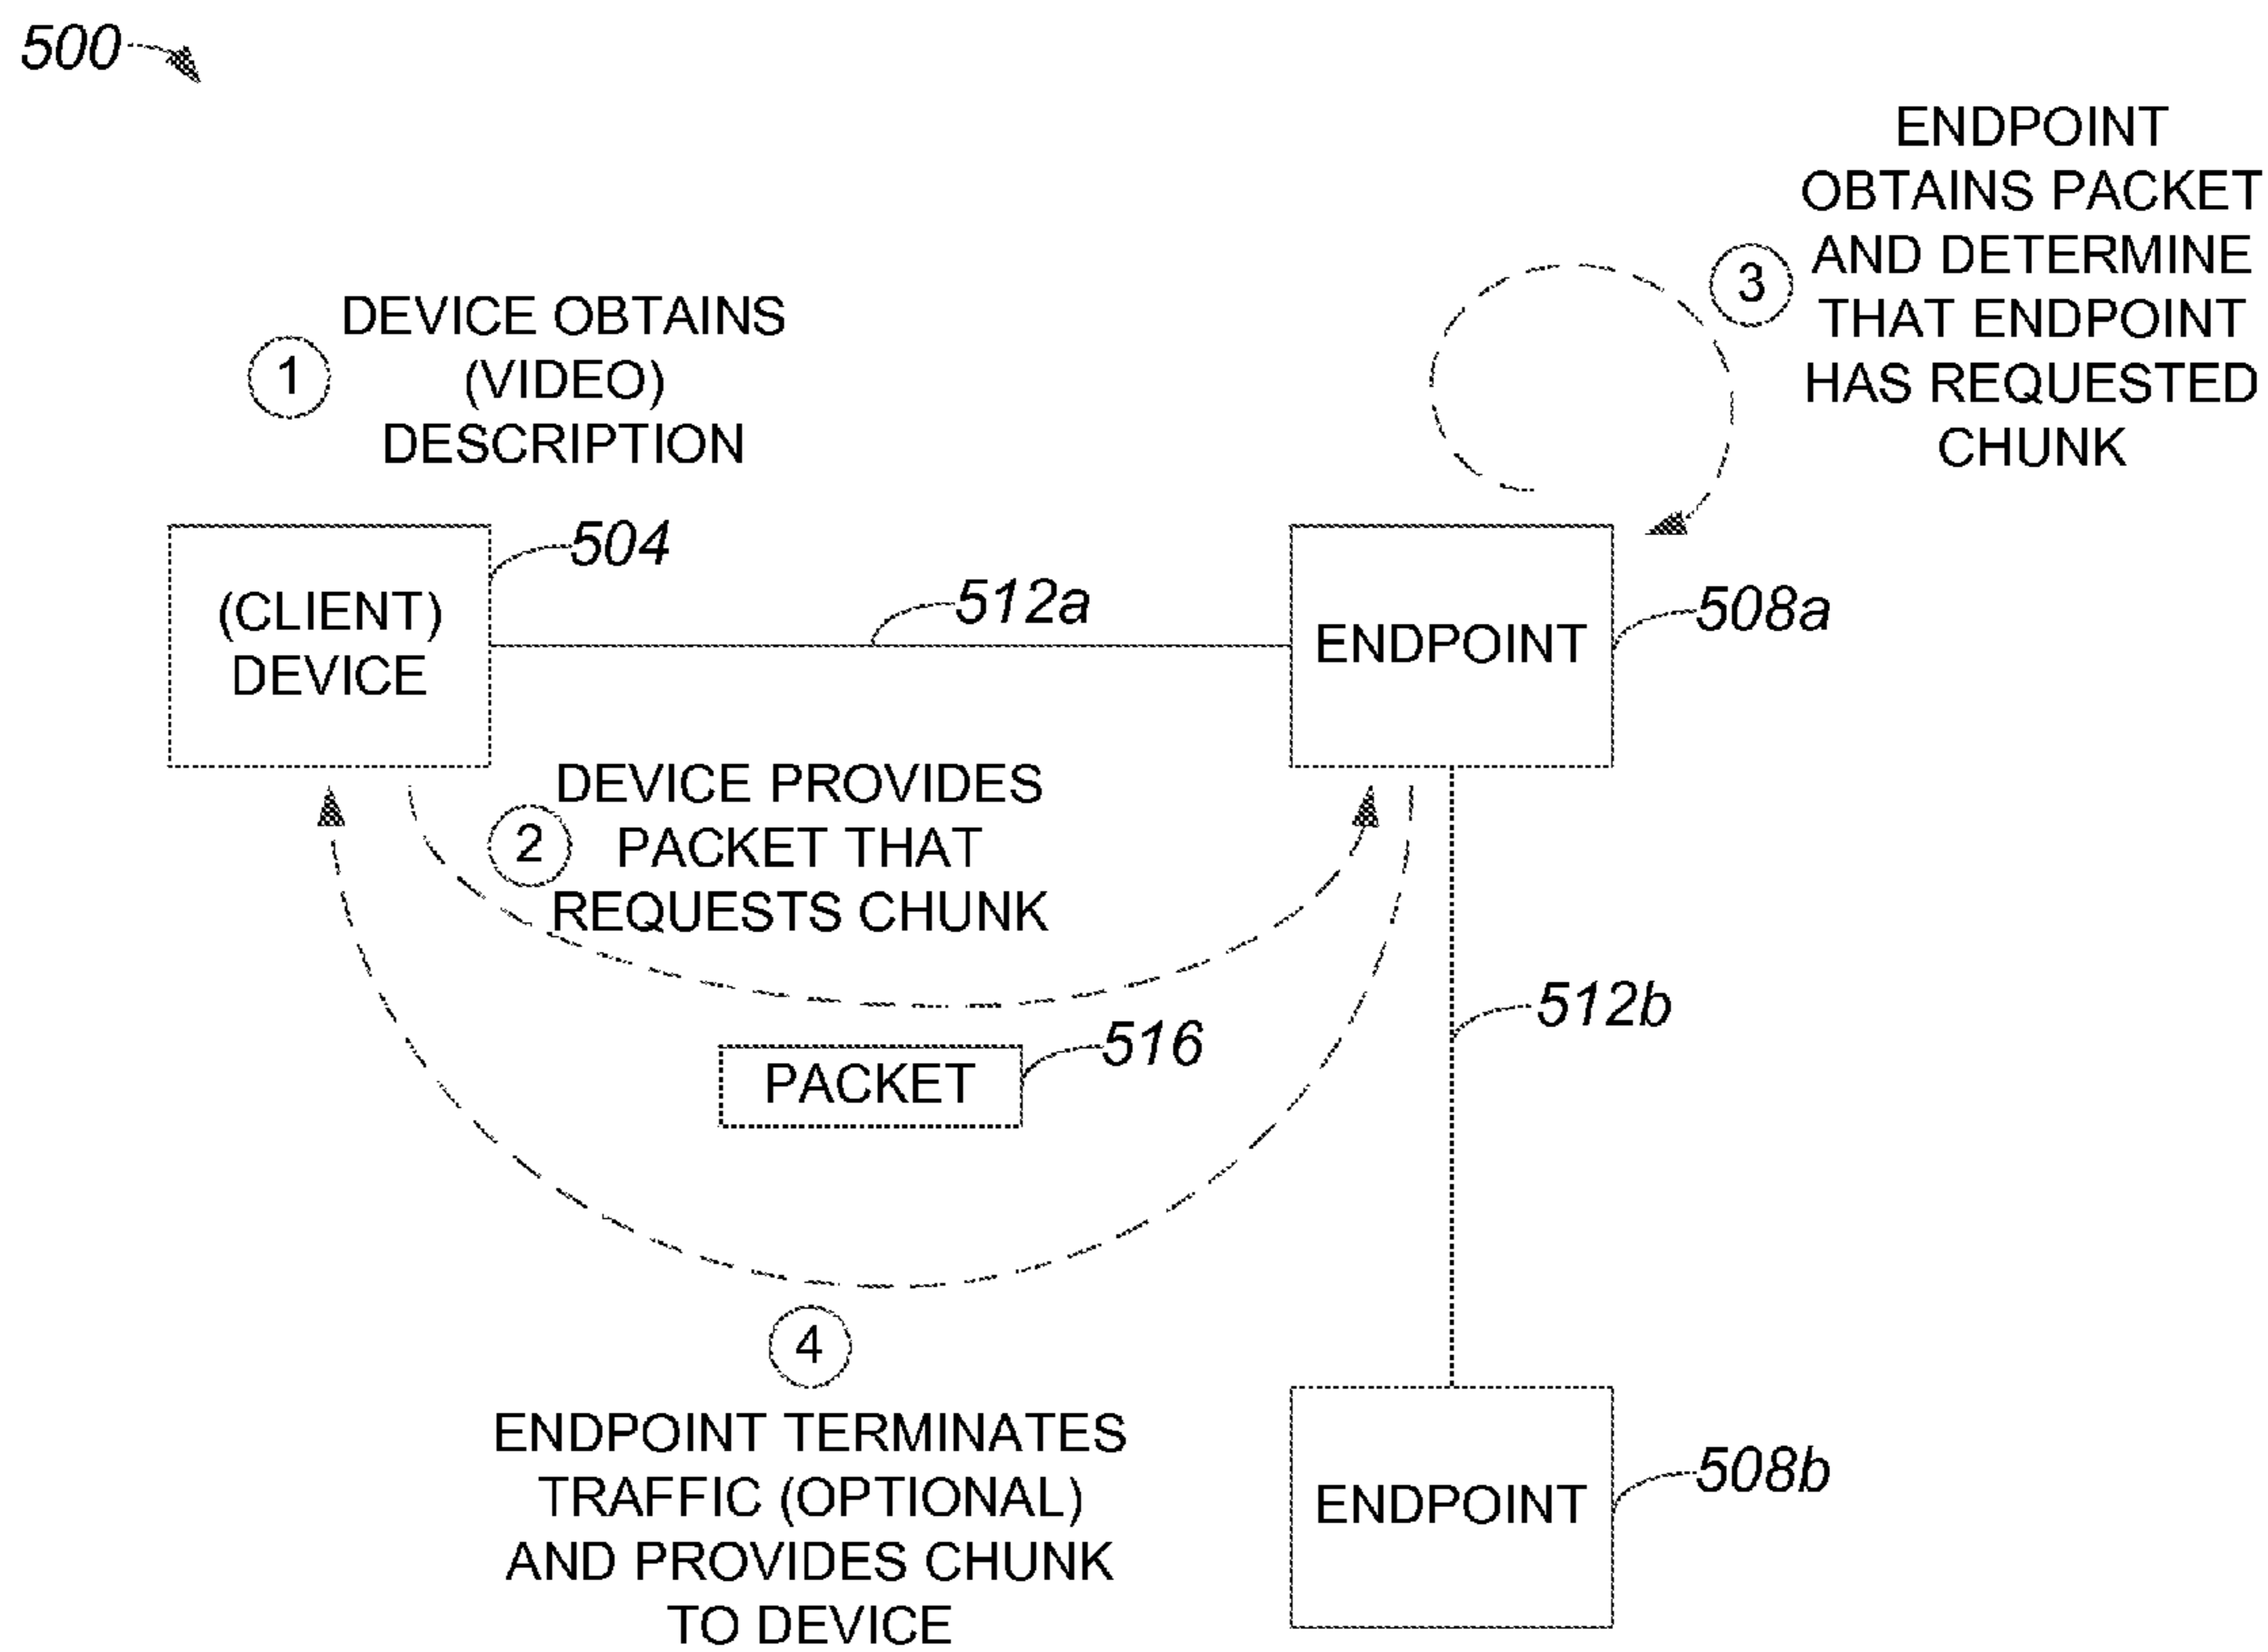 500
ENDPOINT
OBTAINS PACKET
AND DETERMINE
THAT ENDPOINT
HAS REQUESTED
CHUNK
3
DEVICE OBTAINS
(VIDEO)
DESCRIPTION
1
(CLIENT)
DEVICE
504
512a
ENDPOINT
508a
DEVICE PROVIDES
PACKET THAT
REQUESTS CHUNK
2
PACKET
516
512b
4
ENDPOINT TERMINATES
TRAFFIC (OPTIONAL)
AND PROVIDES CHUNK
TO DEVICE
ENDPOINT
508b